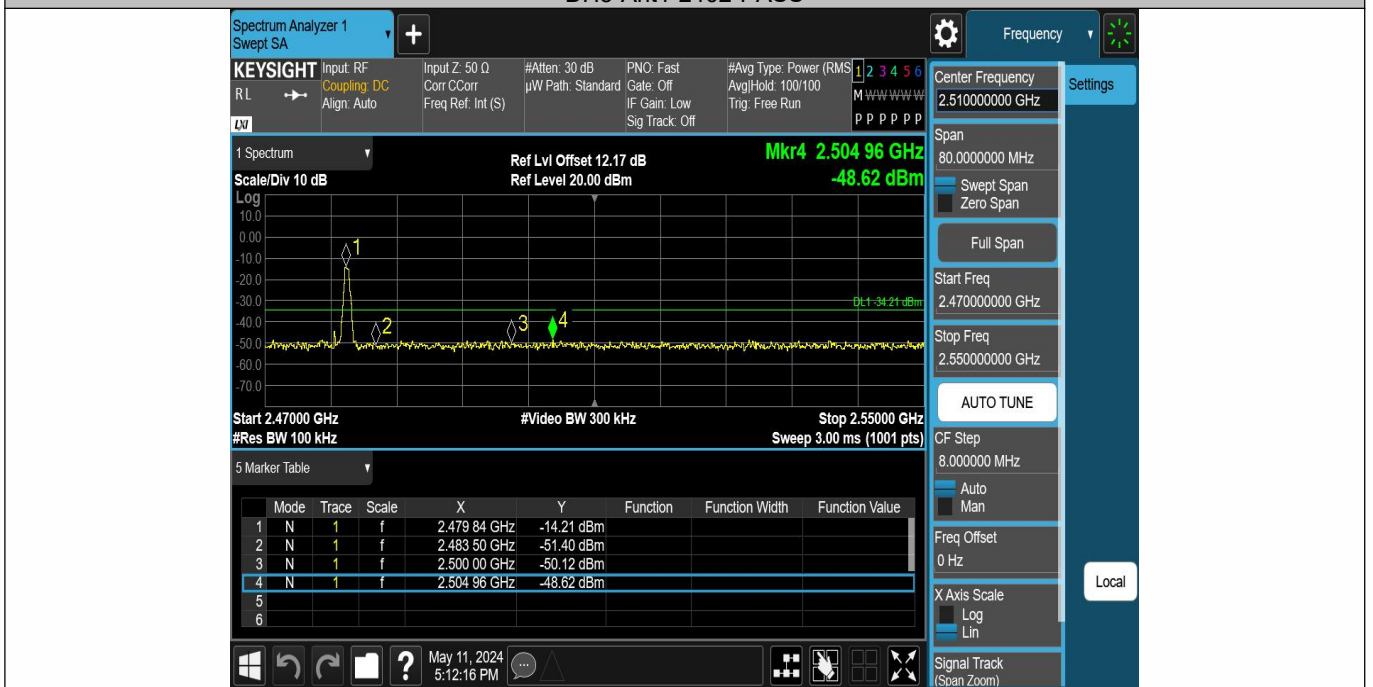 Spectrum Analyzer 1
Swept SA
+
Frequency
KEYSIGHT
RL
LXI
Input: RF
Coupling: DC
Align: Auto
Input Z: 50 Ω
Corr CCorr
Freq Ref: Int (S)
#Atten: 30 dB
µW Path: Standard
PNO: Fast
Gate: Off
IF Gain: Low
Sig Track: Off
#Avg Type: Power (RMS
Avg|Hold: 100/100
Trig: Free Run
1 2 3 4 5 6
M W W W W W
P P P P P P
1 Spectrum
Scale/Div 10 dB
Ref Lvl Offset 12.17 dB
Ref Level 20.00 dBm
Mkr4 2.504 96 GHz
-48.62 dBm
Log
10.0
0.00
-10.0
-20.0
-30.0
-40.0
-50.0
-60.0
-70.0
1
2
3
4
DL1 -34.21 dBm
Start 2.47000 GHz
#Video BW 300 kHz
Stop 2.55000 GHz
#Res BW 100 kHz
Sweep 3.00 ms (1001 pts)
5 Marker Table
Mode Trace Scale X Y Function Function Width Function Value
1 N 1 f 2.479 84 GHz -14.21 dBm
2 N 1 f 2.483 50 GHz -51.40 dBm
3 N 1 f 2.500 00 GHz -50.12 dBm
4 N 1 f 2.504 96 GHz -48.62 dBm
5
6
?
May 11, 2024
5:12:16 PM
Center Frequency
2.510000000 GHz
Settings
Span
80.0000000 MHz
Swept Span
Zero Span
Full Span
Start Freq
2.470000000 GHz
Stop Freq
2.550000000 GHz
AUTO TUNE
CF Step
8.000000 MHz
Auto
Man
Freq Offset
0 Hz
X Axis Scale
Log
Lin
Local
Signal Track
(Span Zoom)